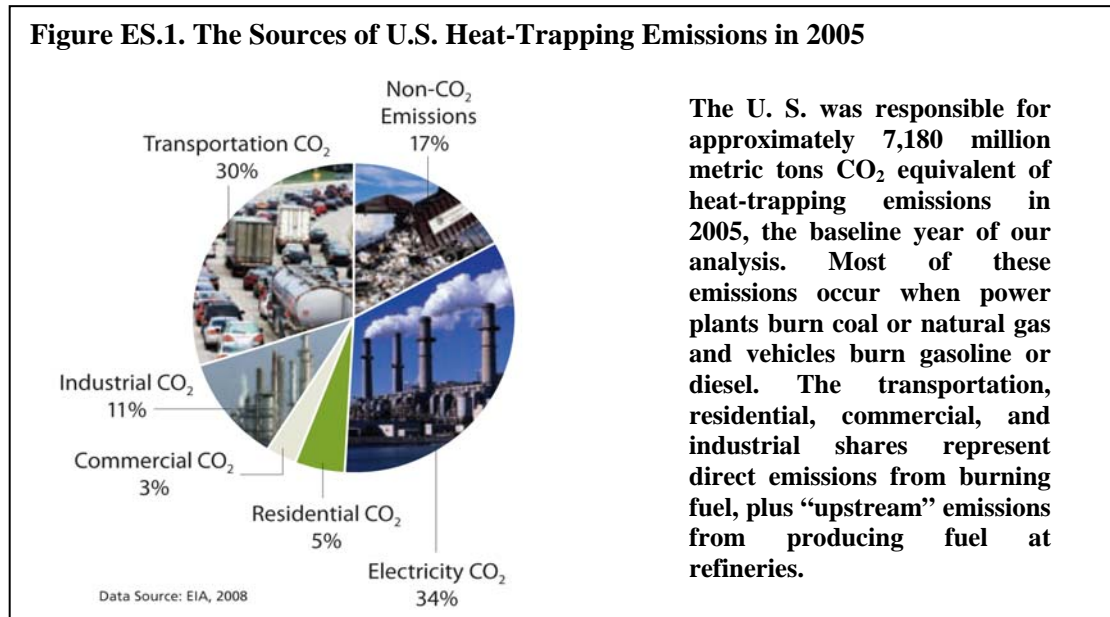 Figure ES.1. The Sources of U.S. Heat-Trapping Emissions in 2005
Non-CO₂
Emissions
17%
Transportation CO₂
30%
Industrial CO₂
11%
Commercial CO₂
3%
Residential CO₂
5%
Electricity CO₂
34%
Data Source: EIA, 2008
The U. S. was responsible for
approximately 7,180 million
metric tons CO₂ equivalent of
heat-trapping emissions in
2005, the baseline year of our
analysis. Most of these
emissions occur when power
plants burn coal or natural gas
and vehicles burn gasoline or
diesel. The transportation,
residential, commercial, and
industrial shares represent
direct emissions from burning
fuel, plus “upstream” emissions
from producing fuel at
refineries.